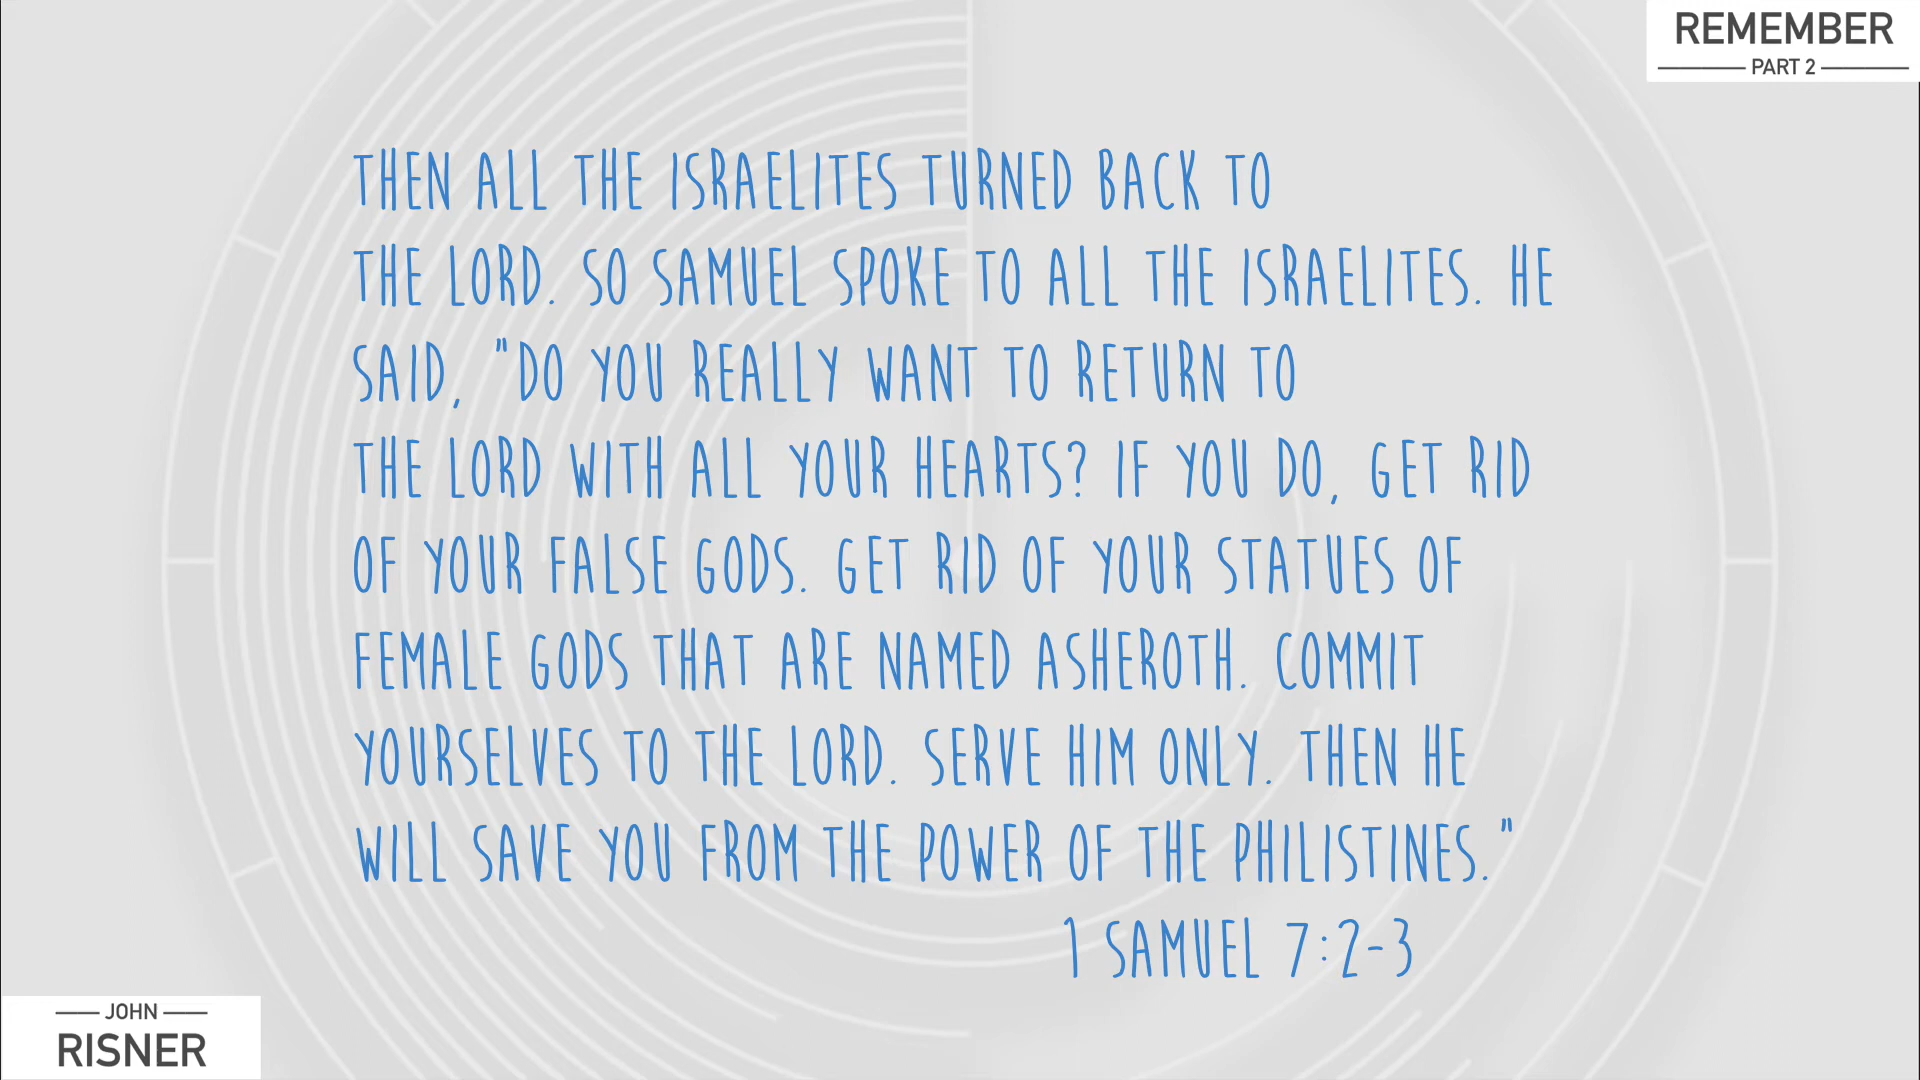 REMEMBER
PART 2
THEN ALL THE ISRAELITES TURNED BACK TO
THE LORD. SO SAMUEL SPOKE TO ALL THE ISRAELITES. HE
SAID, "DO YOU REALLY WANT TO RETURN TO
THE LORD WITH ALL YOUR HEARTS? IF YOU DO, GET RID
OF YOUR FALSE GODS. GET RID OF YOUR STATUES OF
FEMALE GODS THAT ARE NAMED ASHEROTH. COMMIT
YOURSELVES TO THE LORD. SERVE HIM ONLY. THEN HE
WILL SAVE YOU FROM THE POWER OF THE PHILISTINES."
1 SAMUEL 7:2-3
JOHN
RISNER